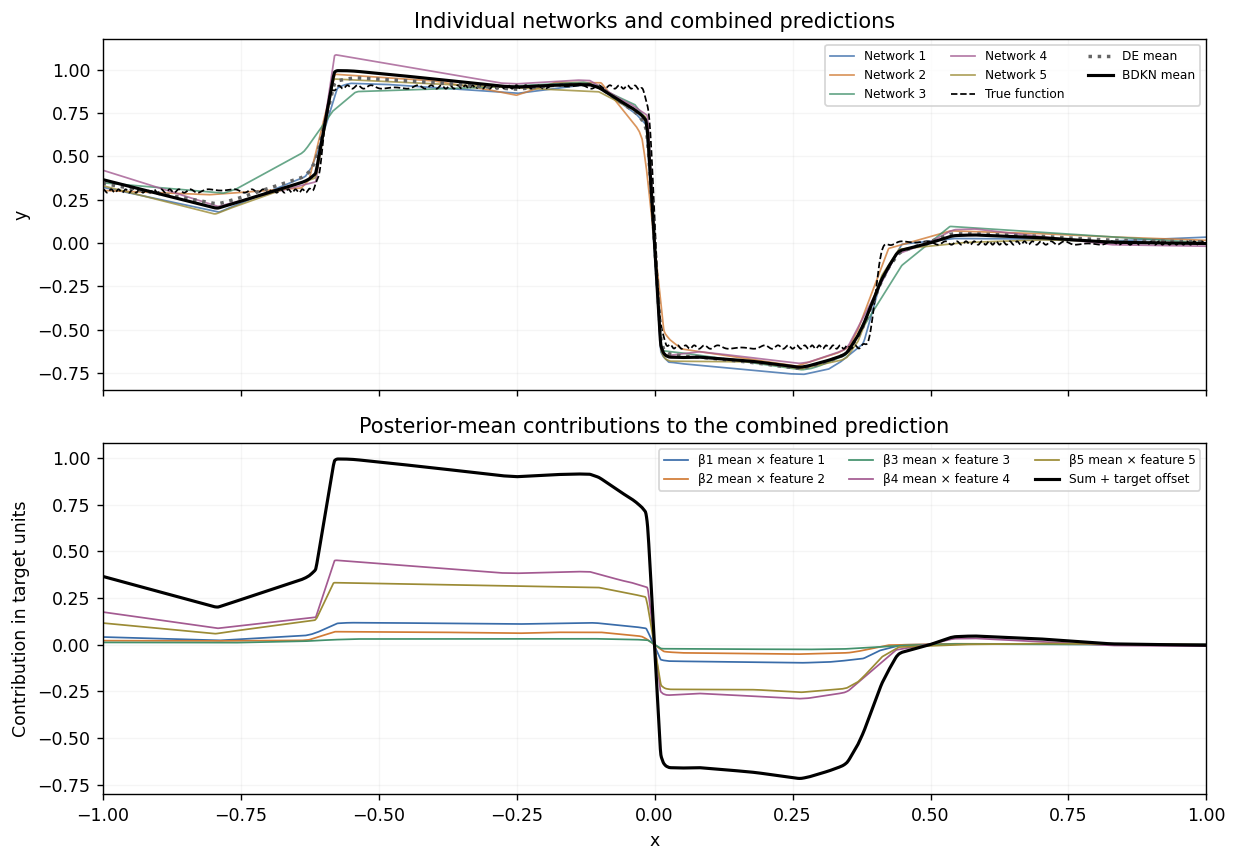 Individual networks and combined predictions
1.00
0.75
0.50
0.25
0.00
−0.25
−0.50
−0.75
y
Network 1
Network 2
Network 3
Network 4
Network 5
True function
DE mean
BDKN mean
Posterior-mean contributions to the combined prediction
1.00
0.75
0.50
0.25
0.00
−0.25
−0.50
−0.75
Contribution in target units
β1 mean × feature 1
β2 mean × feature 2
β3 mean × feature 3
β4 mean × feature 4
β5 mean × feature 5
Sum + target offset
−1.00
−0.75
−0.50
−0.25
0.00
0.25
0.50
0.75
1.00
x